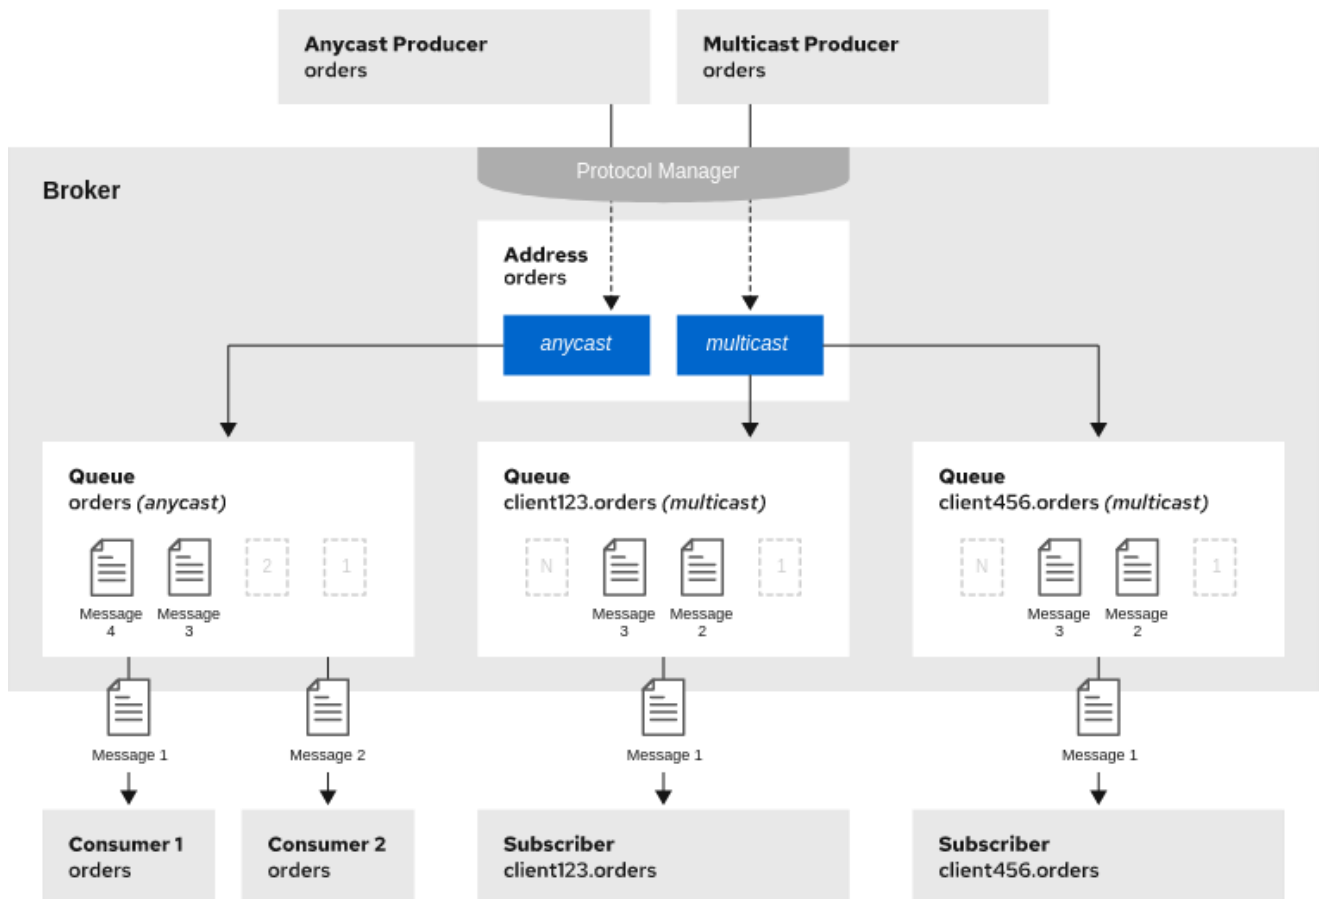 Anycast Producer
orders
Multicast Producer
orders
Protocol Manager
Broker
Address
orders
anycast
multicast
Queue
orders (anycast)
2
1
Message
4
Message
3
Queue
client123.orders (multicast)
N
1
Message
3
Message
2
Queue
client456.orders (multicast)
N
1
Message
3
Message
2
Message 1
Message 2
Message 1
Message 1
Consumer 1
orders
Consumer 2
orders
Subscriber
client123.orders
Subscriber
client456.orders